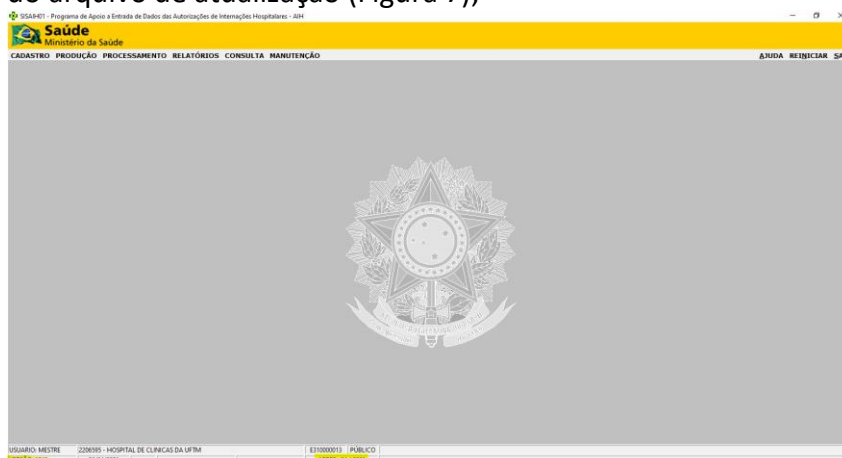 do arquivo de atualização (Figura 7),
SISAIH01 - Programa de Apoio a Entrada de Dados das Autorizações de Internações Hospitalares - AIH
Saúde
Ministério da Saúde
CADASTRO PRODUÇÃO PROCESSAMENTO RELATÓRIOS CONSULTA MANUTENÇÃO AJUDA REINICIAR
USUARIO: MESTRE 2206595 - HOSPITAL DE CLINICAS DA UFTM E310000013 PÚBLICO